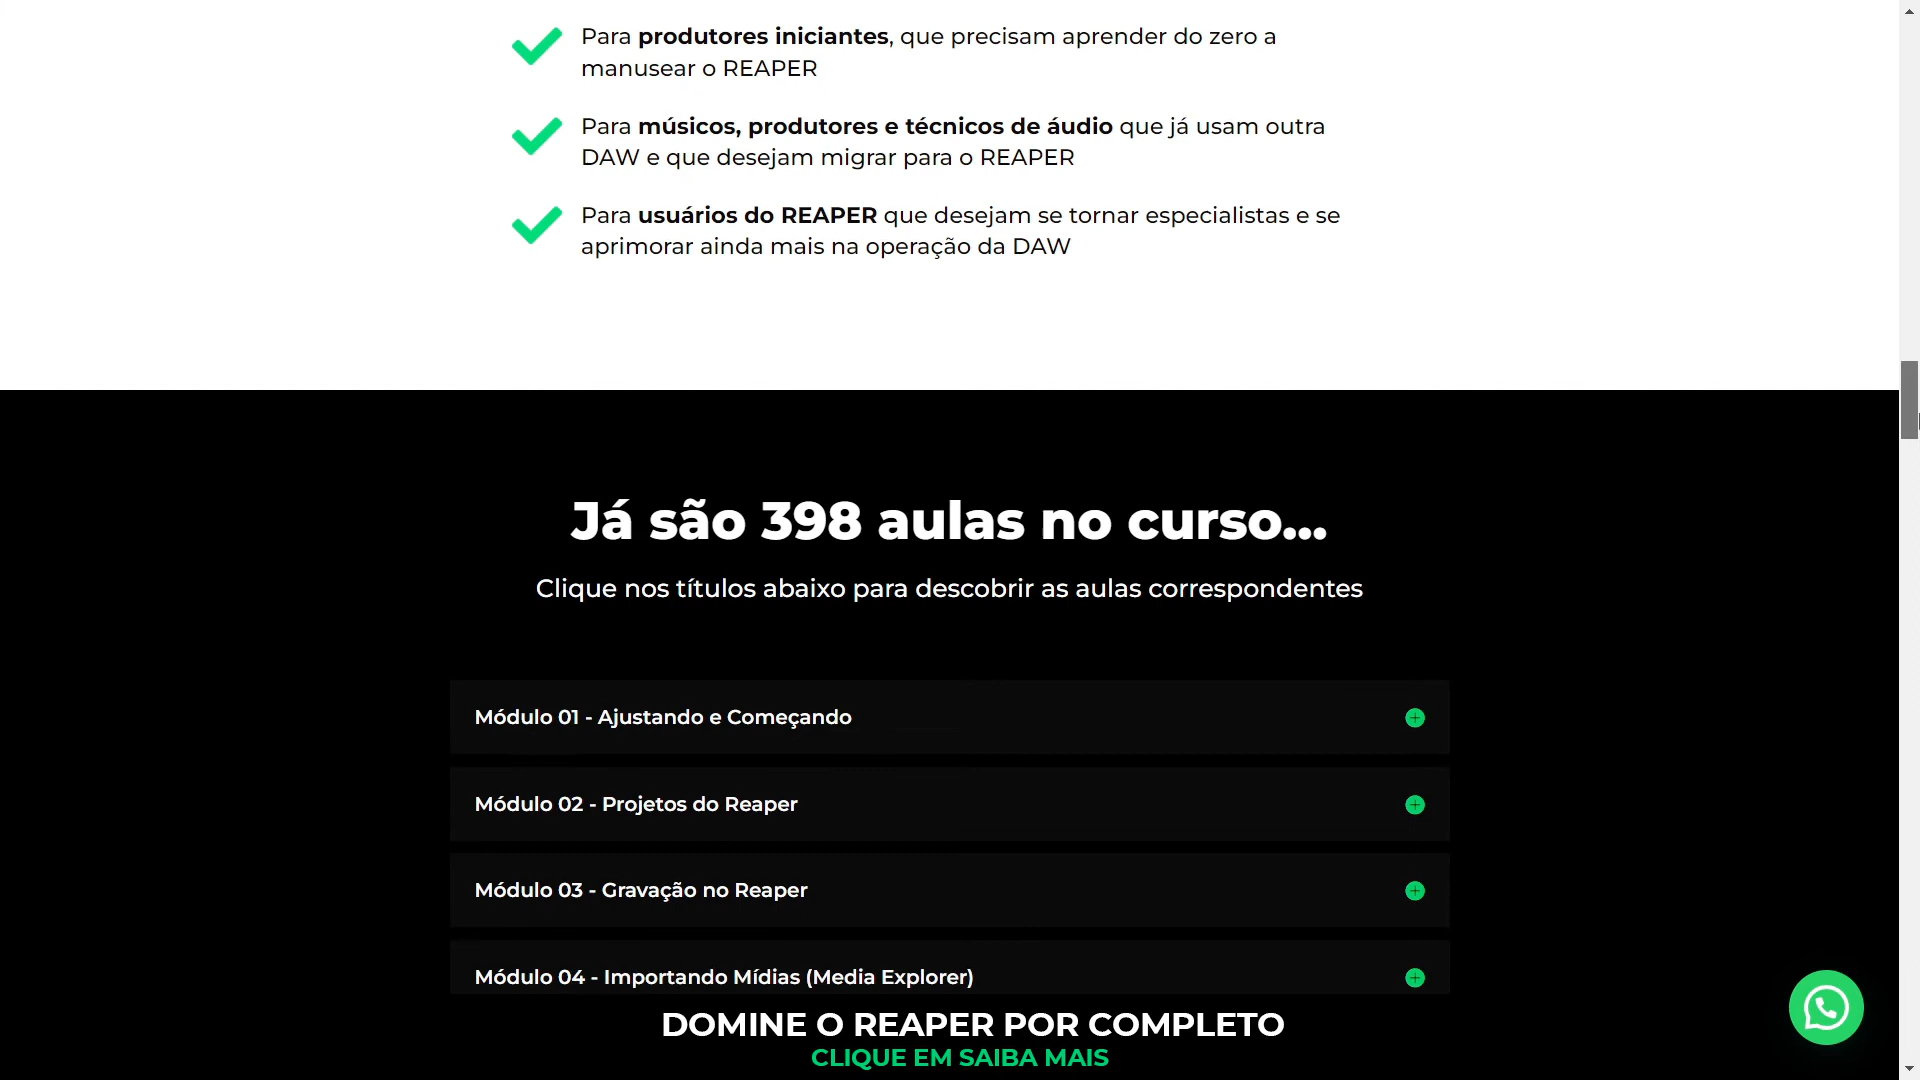 Para produtores iniciantes, que precisam aprender do zero a
manusear o REAPER
Para músicos, produtores e técnicos de áudio que já usam outra
DAW e que desejam migrar para o REAPER
Para usuários do REAPER que desejam se tornar especialistas e se
aprimorar ainda mais na operação da DAW
Já são 398 aulas no curso...
Clique nos títulos abaixo para descobrir as aulas correspondentes
Módulo 01 - Ajustando e Começando
Módulo 02 - Projetos do Reaper
Módulo 03 - Gravação no Reaper
Módulo 04 - Importando Mídias (Media Explorer)
DOMINE O REAPER POR COMPLETO
CLIQUE EM SAIBA MAIS